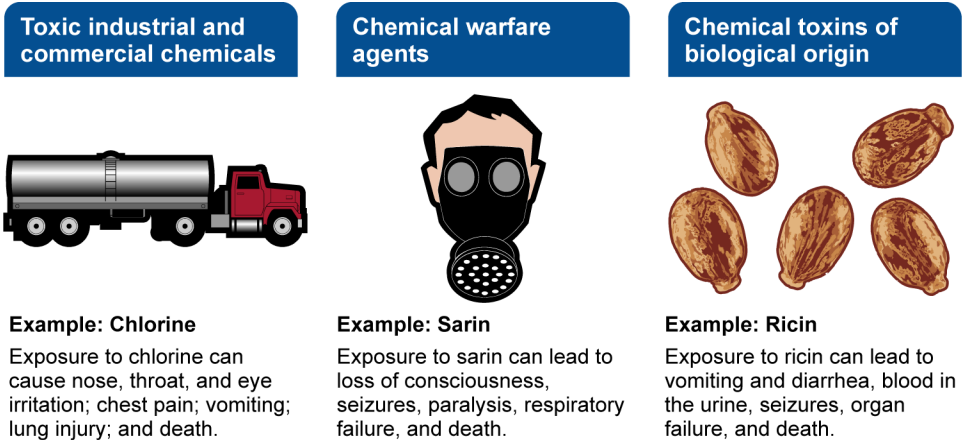 Toxic industrial and
commercial chemicals
Example: Chlorine
Exposure to chlorine can
cause nose, throat, and eye
irritation; chest pain; vomiting;
lung injury; and death.
Chemical warfare
agents
Example: Sarin
Exposure to sarin can lead to
loss of consciousness,
seizures, paralysis, respiratory
failure, and death.
Chemical toxins of
biological origin
Example: Ricin
Exposure to ricin can lead to
vomiting and diarrhea, blood in
the urine, seizures, organ
failure, and death.